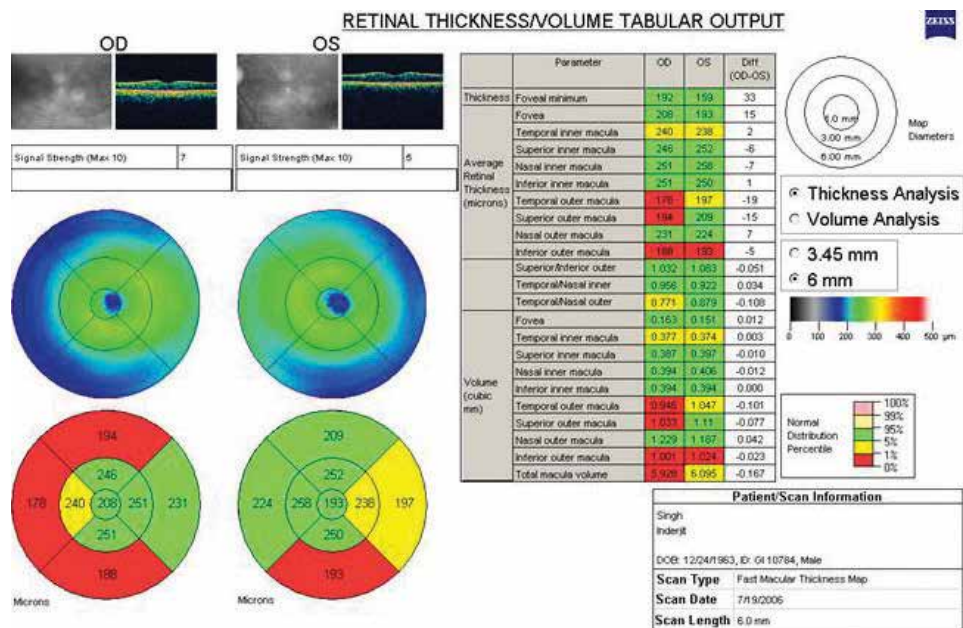 RETINAL THICKNESS/VOLUME TABULAR OUTPUT
ZEISS
OD
OS
Signal Strength (Max 10) 7
Signal Strength (Max 10) 5
Parameter OD OS Diff (OD-OS)
Thickness Foveal minimum 192 159 33
Average Retinal Thickness (microns)
Fovea 208 193 15
Temporal inner macula 240 238 2
Superior inner macula 246 252 -6
Nasal inner macula 251 258 -7
Inferior inner macula 251 250 1
Temporal outer macula 178 197 -19
Superior outer macula 194 209 -15
Nasal outer macula 231 224 7
Inferior outer macula 188 193 -5
Superior/Inferior outer 1.032 1.083 -0.051
Temporal/Nasal inner 0.956 0.922 0.034
Temporal/Nasal outer 0.771 0.879 -0.108
Volume (cubic mm)
Fovea 0.163 0.151 0.012
Temporal inner macula 0.377 0.374 0.003
Superior inner macula 0.387 0.397 -0.010
Nasal inner macula 0.394 0.406 -0.012
Inferior inner macula 0.394 0.394 0.000
Temporal outer macula 0.946 1.047 -0.101
Superior outer macula 1.033 1.11 -0.077
Nasal outer macula 1.229 1.187 0.042
Inferior outer macula 1.001 1.024 -0.023
Total macula volume 5.928 6.095 -0.167
1.0 mm
3.00 mm
6.00 mm
Map
Diameters
Thickness Analysis
Volume Analysis
3.45 mm
6 mm
0 100 200 300 400 500 µm
Normal
Distribution
Percentile
100%
99%
95%
5%
1%
0%
194
246
178 240 208 251 231
251
188
Microns
209
252
224 258 193 238 197
250
193
Microns
Patient/Scan Information
Singh
Inderjit
DOB: 12/24/1963, ID: GI10784, Male
Scan Type Fast Macular Thickness Map
Scan Date 7/19/2006
Scan Length 6.0 mm